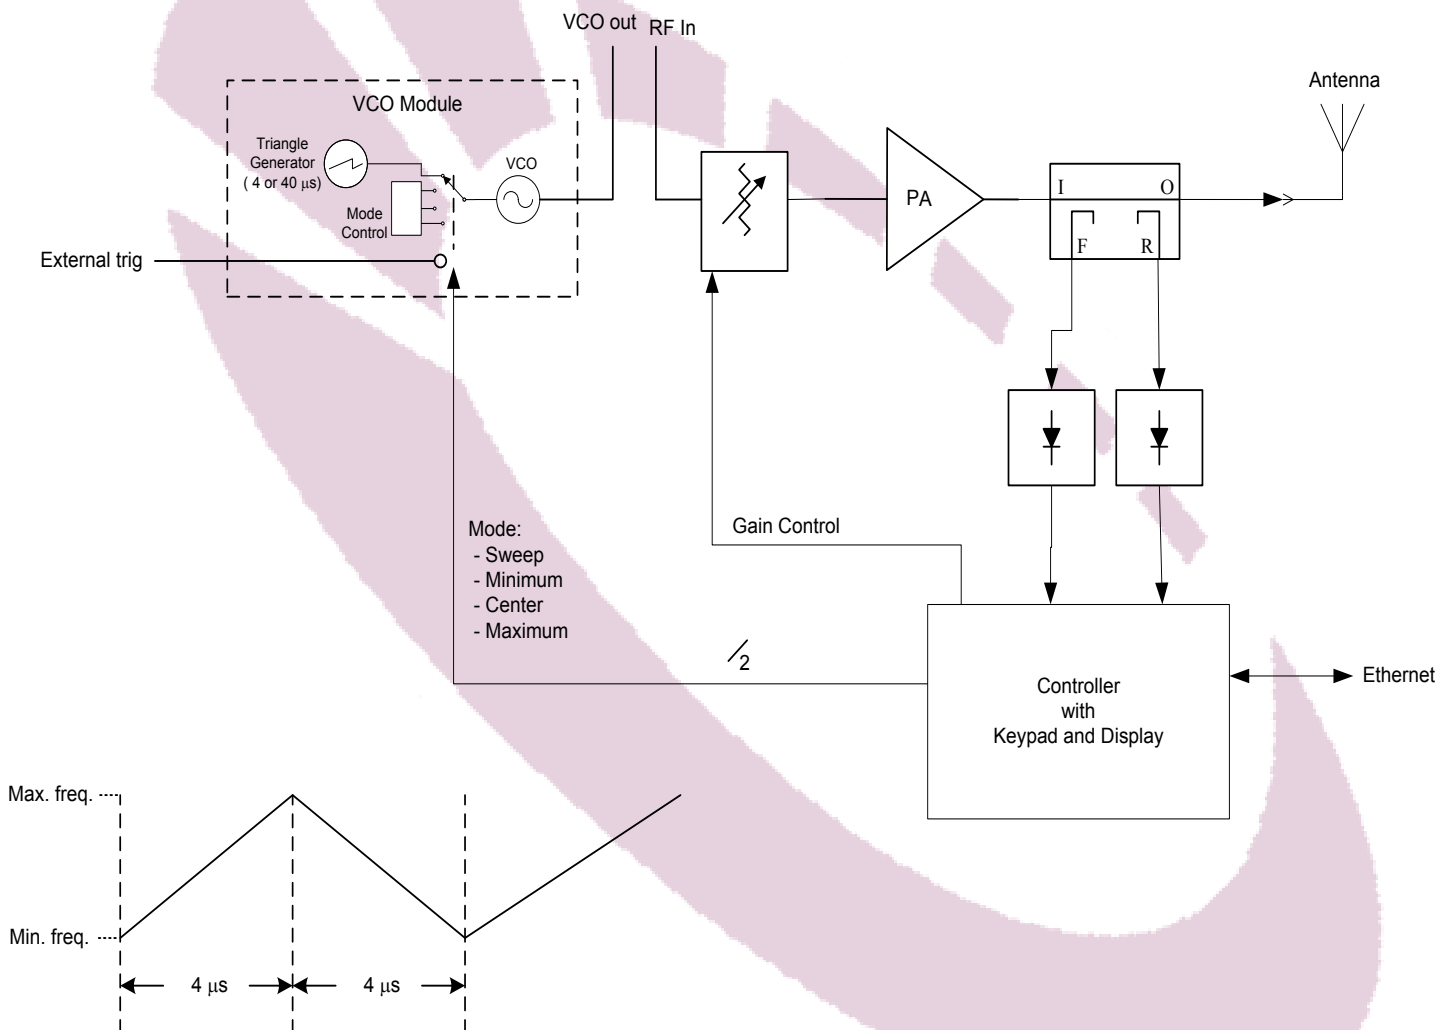 VCO out
RF In
Antenna
VCO Module
Triangle
Generator
( 4 or 40 μs)
VCO
Mode
Control
PA
I
O
F
R
External trig
Mode:
- Sweep
- Minimum
- Center
- Maximum
Gain Control
/2
Controller
with
Keypad and Display
Ethernet
Max. freq.
Min. freq.
4 μs
4 μs